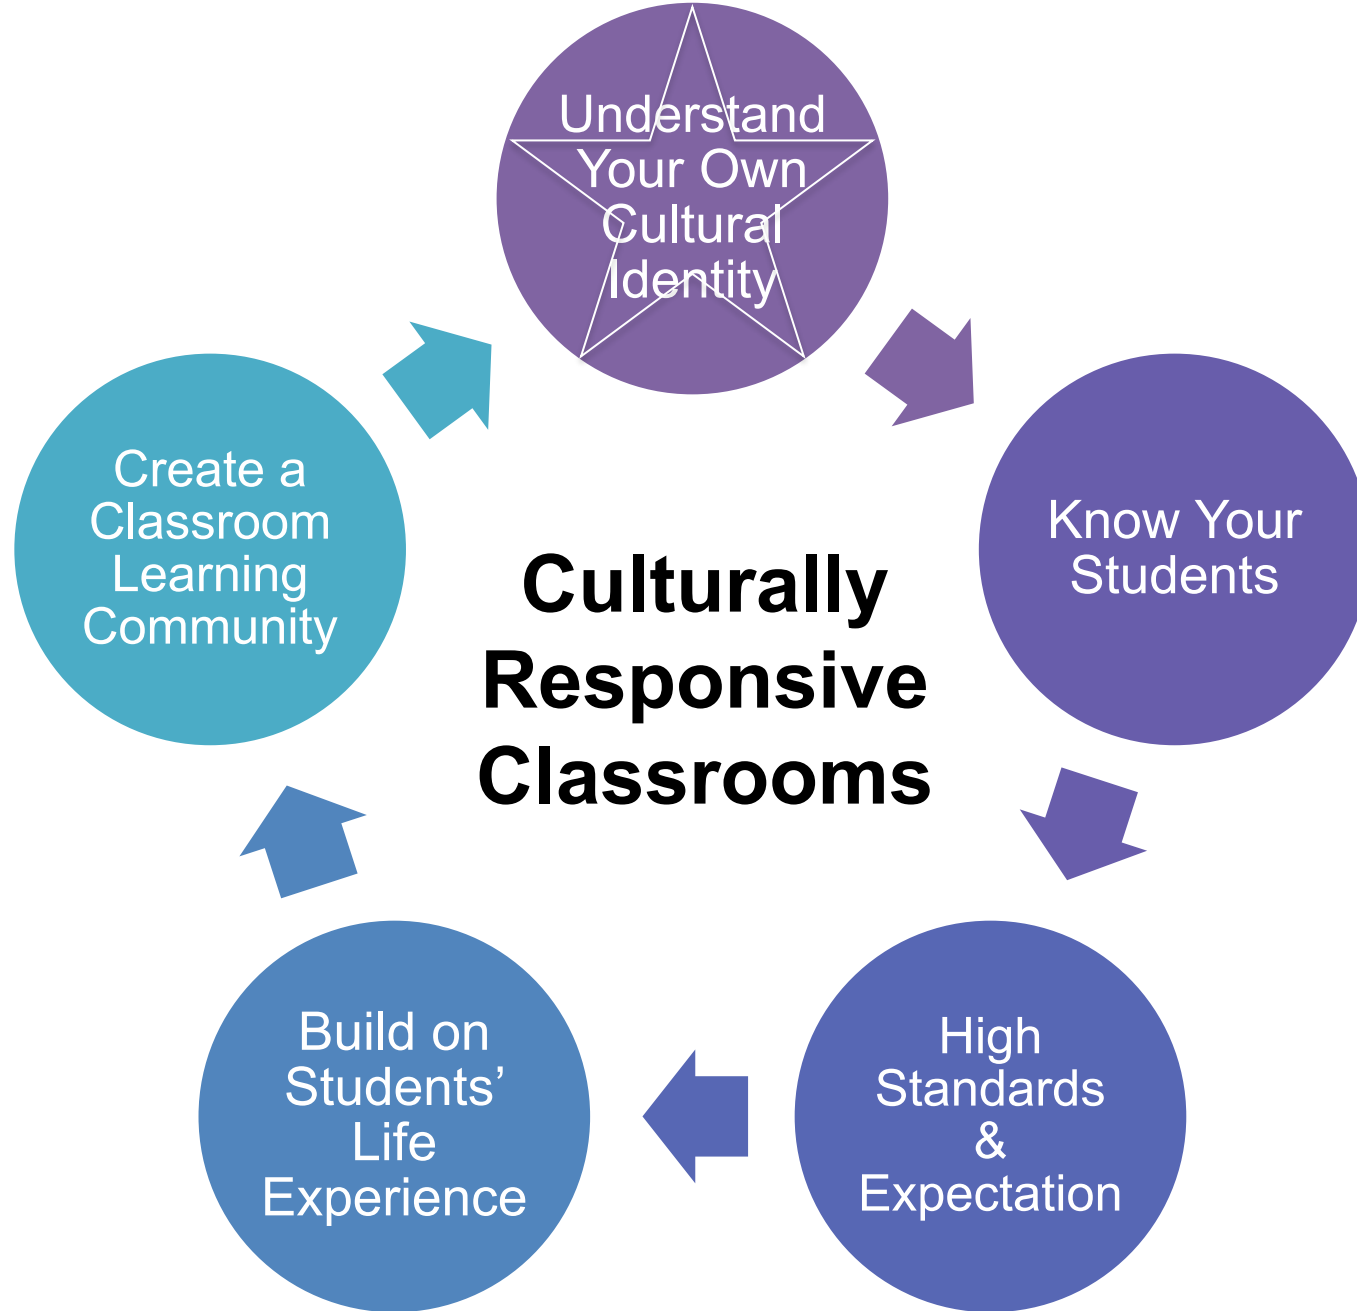 Understand
Your Own
Cultural
Identity
Know Your
Students
High
Standards
&
Expectation
Build on
Students’
Life
Experience
Create a
Classroom
Learning
Community
Culturally
Responsive
Classrooms